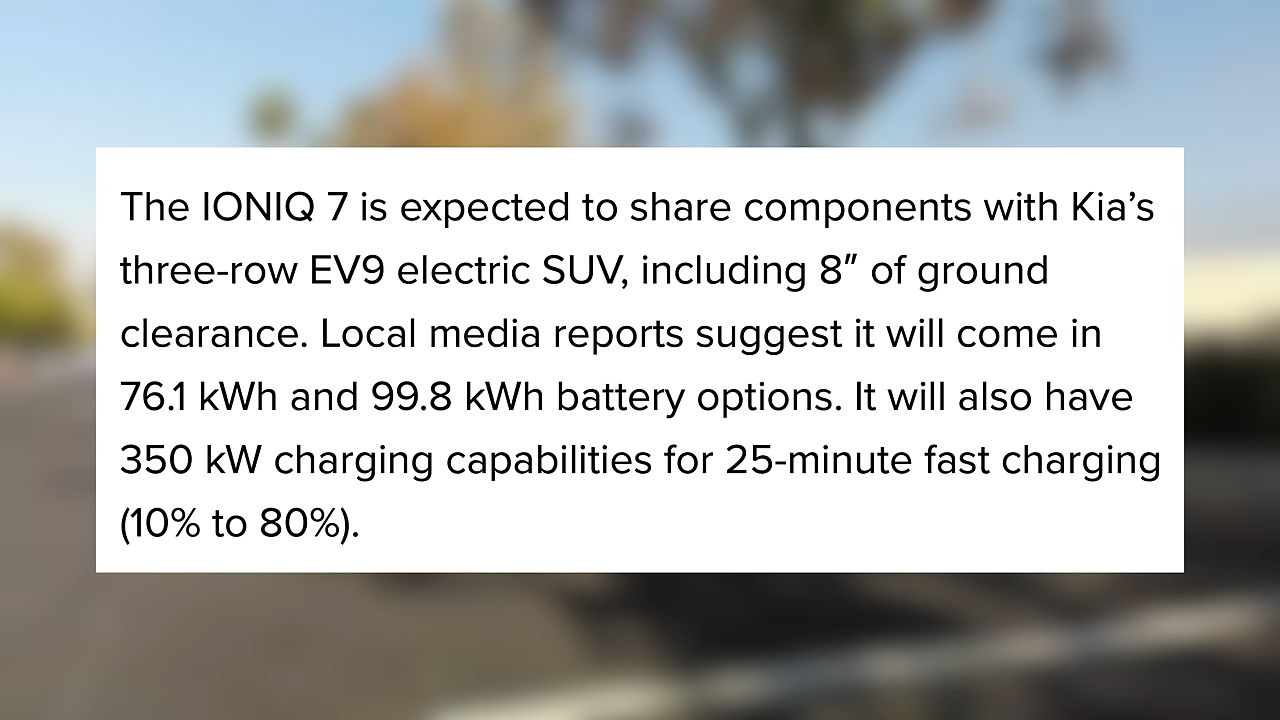 The IONIQ 7 is expected to share components with Kia’s
three-row EV9 electric SUV, including 8″ of ground
clearance. Local media reports suggest it will come in
76.1 kWh and 99.8 kWh battery options. It will also have
350 kW charging capabilities for 25-minute fast charging
(10% to 80%).